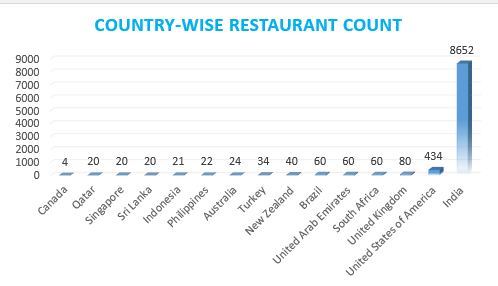 COUNTRY-WISE RESTAURANT COUNT
9000
8000
7000
6000
5000
4000
3000
2000
1000
0
4 20 20 20 21 22 24 34 40 60 60 60 80 434 8652
Canada
Qatar
Singapore
Sri Lanka
Indonesia
Philippines
Australia
Turkey
New Zealand
Brazil
United Arab Emirates
South Africa
United Kingdom
United States of America
India